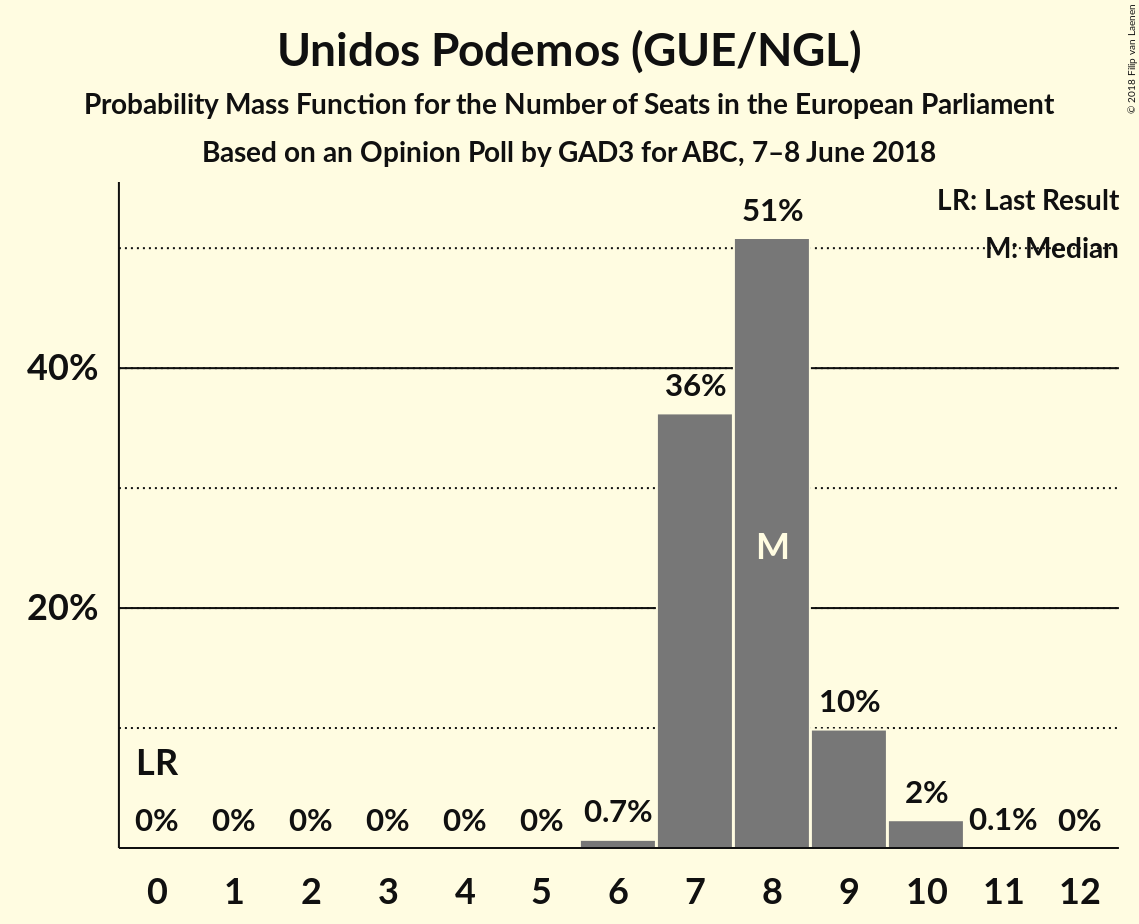 Unidos Podemos (GUE/NGL)
Probability Mass Function for the Number of Seats in the European Parliament
Based on an Opinion Poll by GAD3 for ABC, 7–8 June 2018
© 2018 Filip van Laenen
LR: Last Result
M: Median
51%
40%
36%
M
20%
10%
LR
0% 0% 0% 0% 0% 0% 0.7% 2% 0.1% 0%
0 1 2 3 4 5 6 7 8 9 10 11 12